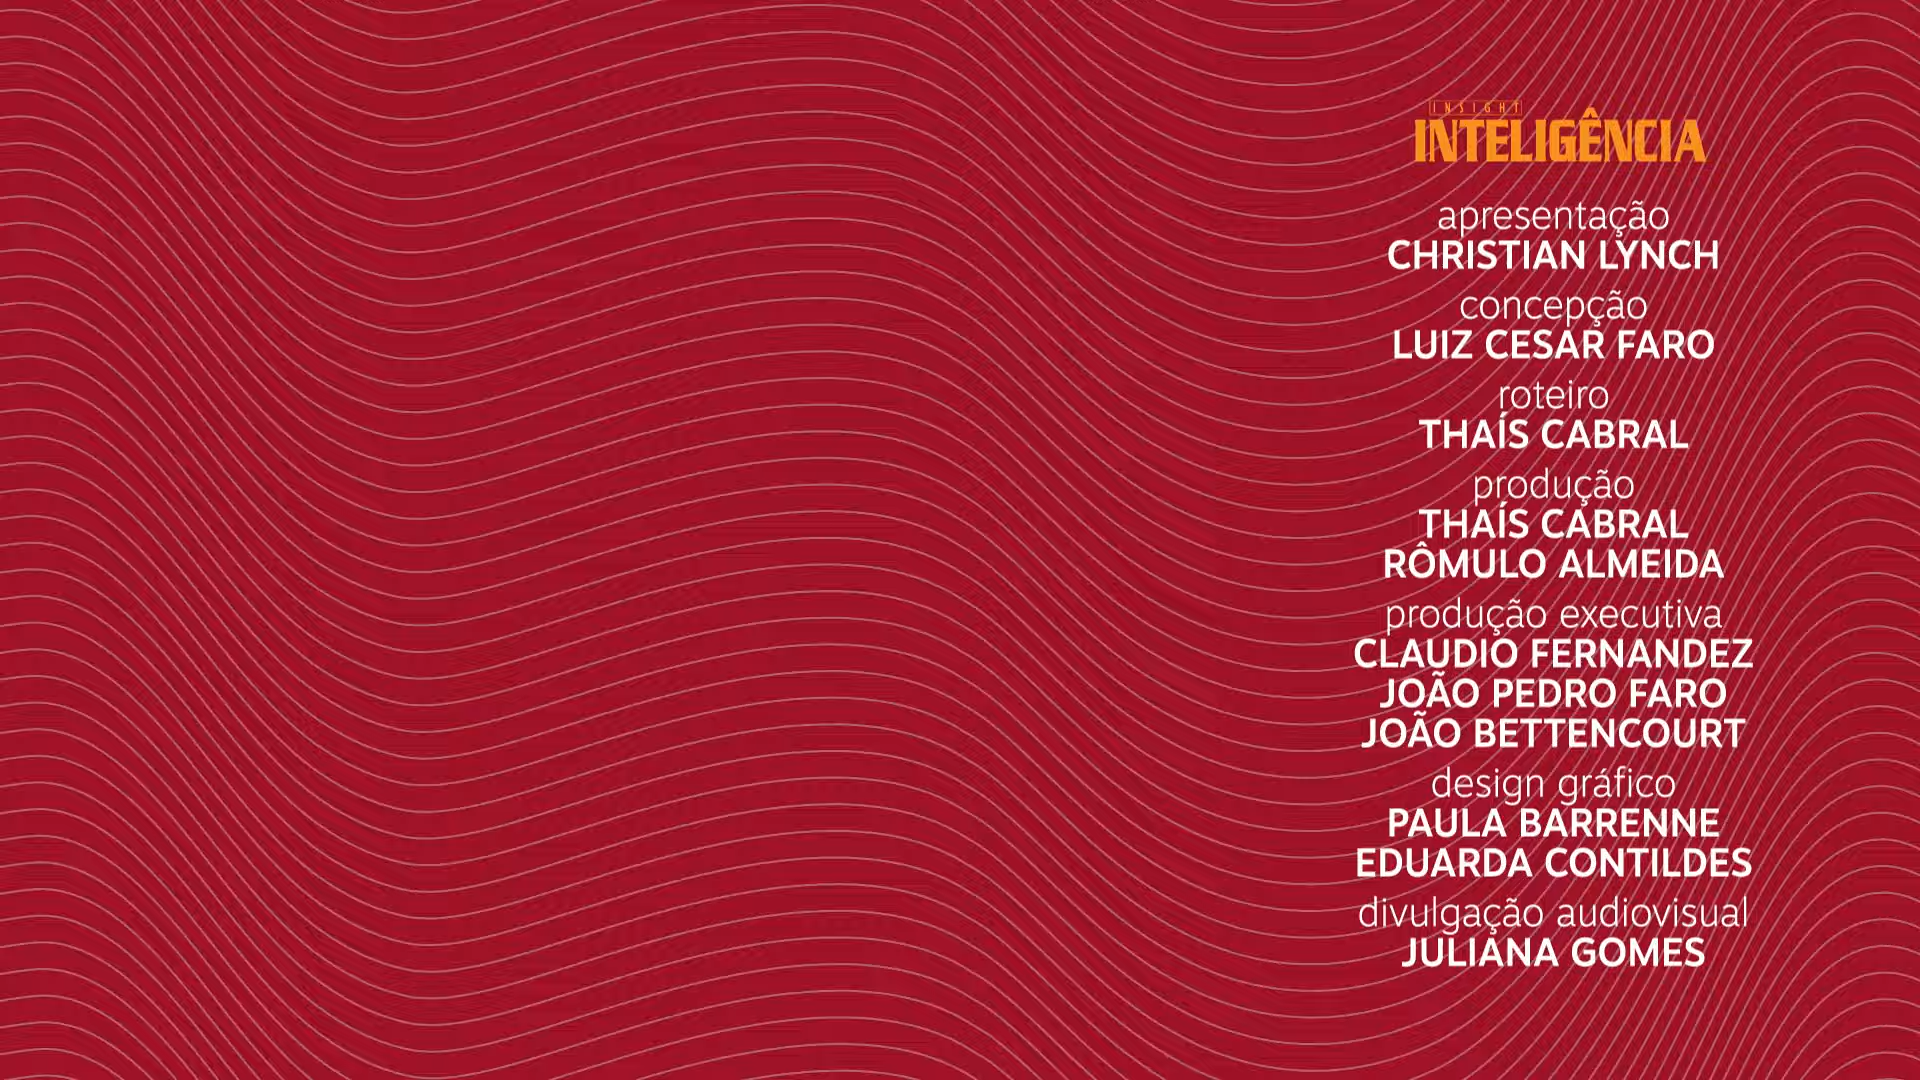 INSIGHT
INTELIGÊNCIA
apresentação
CHRISTIAN LYNCH
concepção
LUIZ CESAR FARO
roteiro
THAÍS CABRAL
produção
THAÍS CABRAL
RÔMULO ALMEIDA
produção executiva
CLAUDIO FERNANDEZ
JOÃO PEDRO FARO
JOÃO BETTENCOURT
design gráfico
PAULA BARRENNE
EDUARDA CONTILDES
divulgação audiovisual
JULIANA GOMES